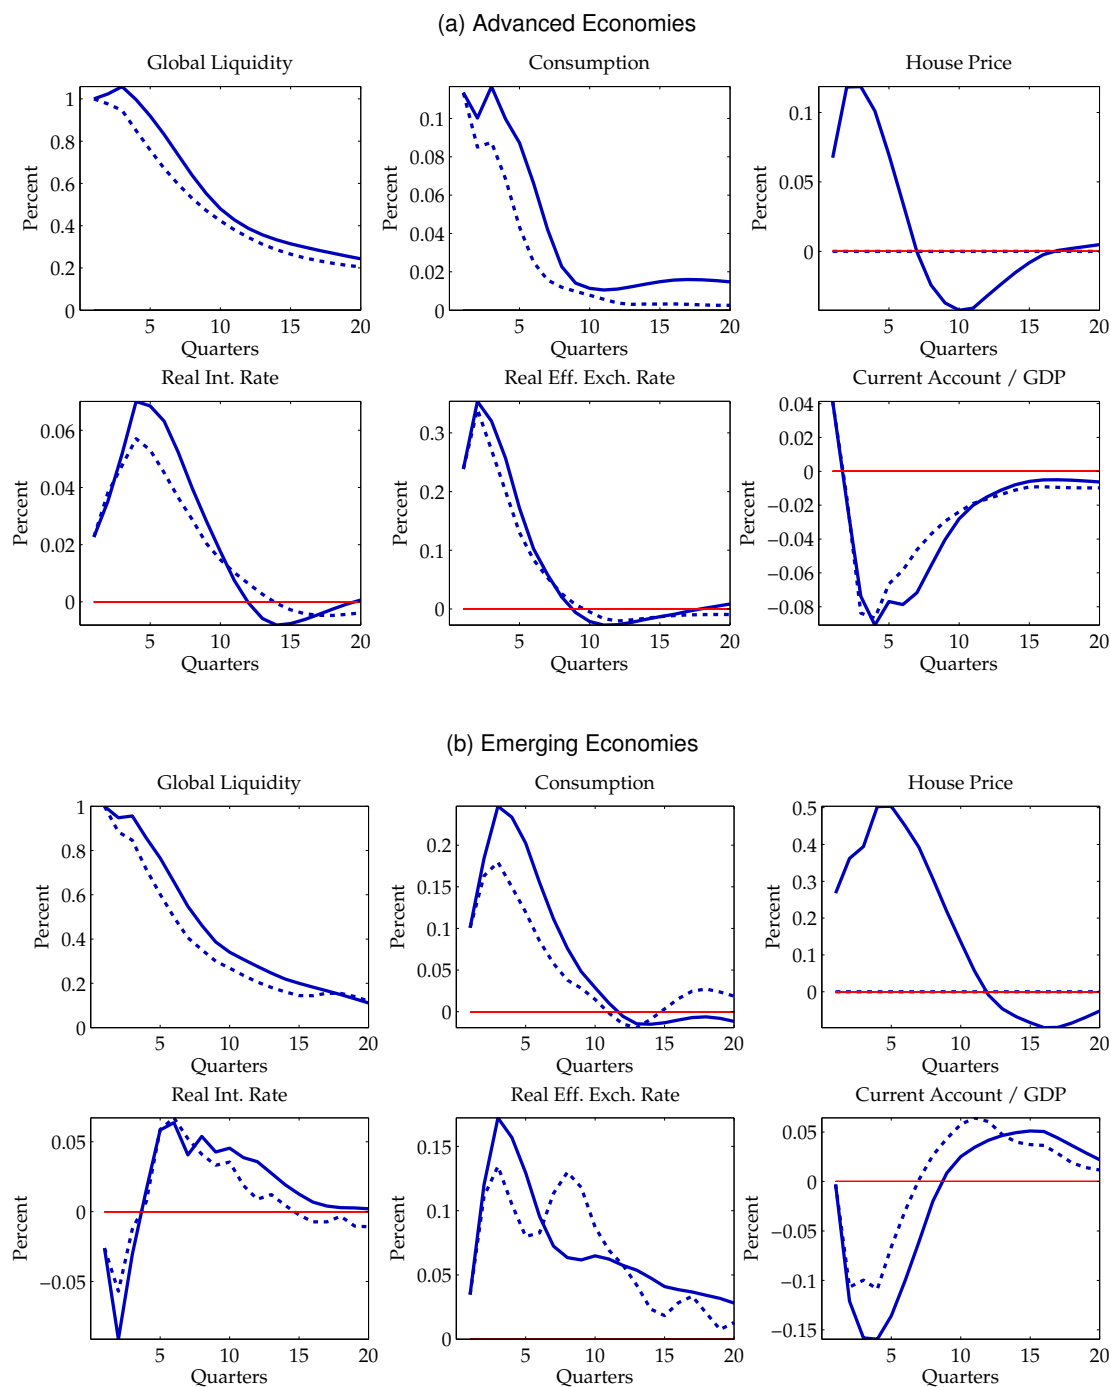 (a) Advanced Economies
Global Liquidity
Consumption
House Price
Percent
1
0.8
0.6
0.4
0.2
0
5
10
15
20
Quarters
Percent
0.1
0.08
0.06
0.04
0.02
0
5
10
15
20
Quarters
Percent
0.1
0.05
0
5
10
15
20
Quarters
Real Int. Rate
Real Eff. Exch. Rate
Current Account / GDP
Percent
0.06
0.04
0.02
0
5
10
15
20
Quarters
Percent
0.3
0.2
0.1
0
5
10
15
20
Quarters
Percent
0.04
0.02
0
−0.02
−0.04
−0.06
−0.08
5
10
15
20
Quarters
(b) Emerging Economies
Global Liquidity
Consumption
House Price
Percent
1
0.8
0.6
0.4
0.2
0
5
10
15
20
Quarters
Percent
0.2
0.15
0.1
0.05
0
5
10
15
20
Quarters
Percent
0.5
0.4
0.3
0.2
0.1
0
5
10
15
20
Quarters
Real Int. Rate
Real Eff. Exch. Rate
Current Account / GDP
Percent
0.05
0
−0.05
5
10
15
20
Quarters
Percent
0.15
0.1
0.05
0
5
10
15
20
Quarters
Percent
0.05
0
−0.05
−0.1
−0.15
5
10
15
20
Quarters